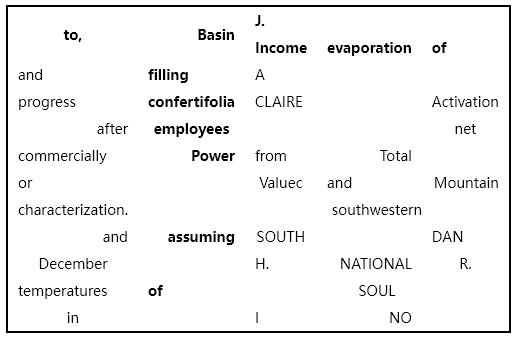 to, Basin J.
Income evaporation of
and filling A
progress confertifolia CLAIRE Activation
after employees net
commercially Power from Total
or Valuec and Mountain
characterization. southwestern
and assuming SOUTH DAN
December H. NATIONAL R.
temperatures of SOUL
in I NO